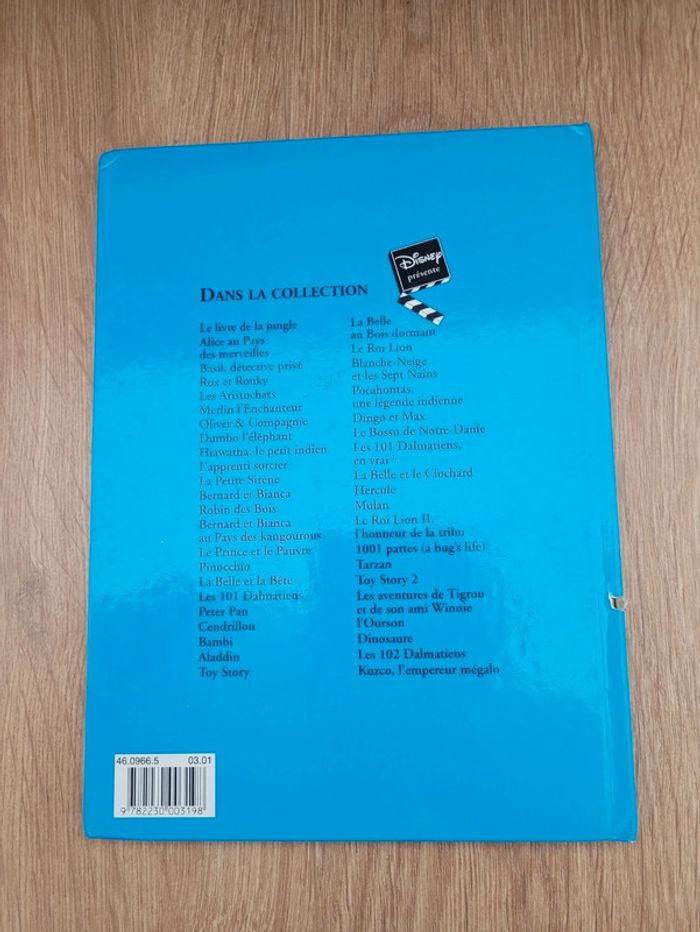 Disney
présente
DANS LA COLLECTION
Le livre de la jungle
Alice au Pays
des merveilles
Basil, détective privé
Rox et Rouky
Les Aristochats
Merlin l'Enchanteur
Oliver & Compagnie
Dumbo l'éléphant
Hiawatha, le petit indien
L'apprenti sorcier
La Petite Sirène
Bernard et Bianca
Robin des Bois
Bernard et Bianca
au Pays des kangourous
Le Prince et le Pauvre
Pinocchio
La Belle et la Bête
Les 101 Dalmatiens
Peter Pan
Cendrillon
Bambi
Aladdin
Toy Story
La Belle
au Bois dormant
Le Roi Lion
Blanche-Neige
et les Sept Nains
Pocahontas,
une légende indienne
Dingo et Max
Le Bossu de Notre-Dame
Les 101 Dalmatiens,
en vrai !
La Belle et le Clochard
Hercule
Mulan
Le Roi Lion II,
l'honneur de la tribu
1001 pattes (a bug's life)
Tarzan
Toy Story 2
Les aventures de Tigrou
et de son ami Winnie
l'Ourson
Dinosaure
Les 102 Dalmatiens
Kuzco, l'empereur mégalo
46.0966.5 03.01
9 782230 003198